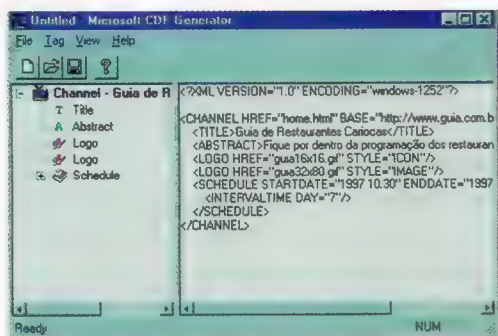 Untitled - Microsoft CDF Generator
File Tag View Help
Channel - Guia de R
Title
Abstract
Logo
Logo
Schedule
<?XML VERSION="1.0" ENCODING="windows-1252"?>
<CHANNEL HREF="home.html" BASE="http://www.guia.com.b
<TITLE>Guia de Restaurantes Cariocas</TITLE>
<ABSTRACT>Fique por dentro da programação dos restauran
<LOGO HREF="guia16x16.gif" STYLE="ICON"/>
<LOGO HREF="guia32x80.gif" STYLE="IMAGE"/>
<SCHEDULE STARTDATE="1997.10.30" ENDDATE="1997
<INTERVALTIME DAY="7"/>
</SCHEDULE>
</CHANNEL>
Ready NUM